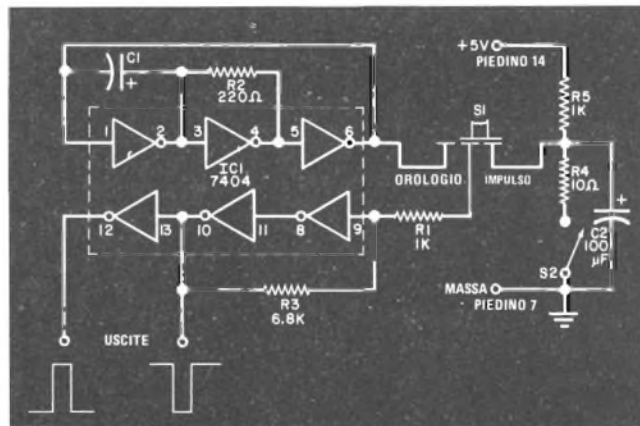 C1
+
+5V
PIEDINO 14
R2
220Ω
R5
1K
S1
1 2 3 4 5 6
IC1
7404
OROLOGIO
IMPULSO
R4
10Ω
+
12 13 10 11 8 9
R1
1K
C2
100
µF
S2
MASSA
PIEDINO 7
R3
6.8K
USCITE